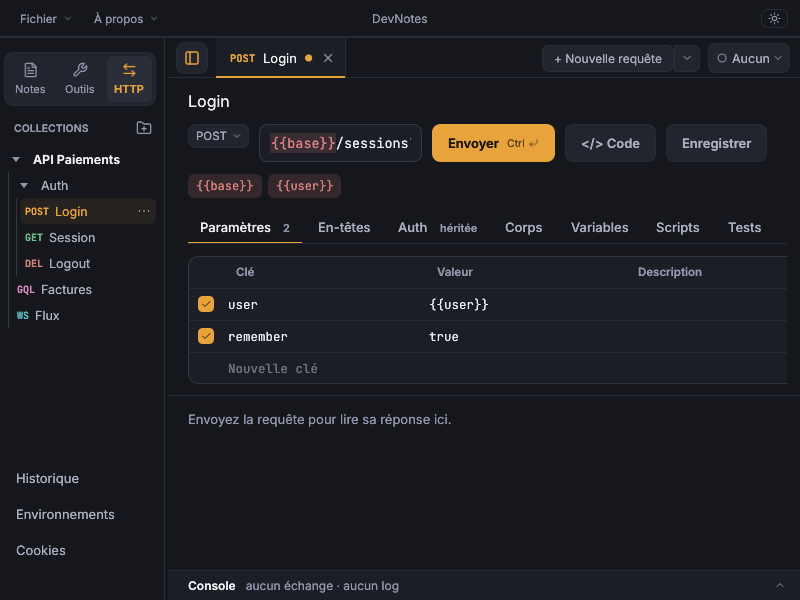 Fichier À propos DevNotes
Notes Outils HTTP
POST Login
+ Nouvelle requête Aucun
COLLECTIONS
API Paiements
Auth
POST Login ...
GET Session
DEL Logout
GQL Factures
WS Flux
Historique
Environnements
Cookies
Login
POST {{base}}/sessions Envoyer Ctrl ⏎ </> Code Enregistrer
{{base}} {{user}}
Paramètres 2 En-têtes Auth héritée Corps Variables Scripts Tests
Clé Valeur Description
user {{user}}
remember true
Nouvelle clé
Envoyez la requête pour lire sa réponse ici.
Console aucun échange · aucun log